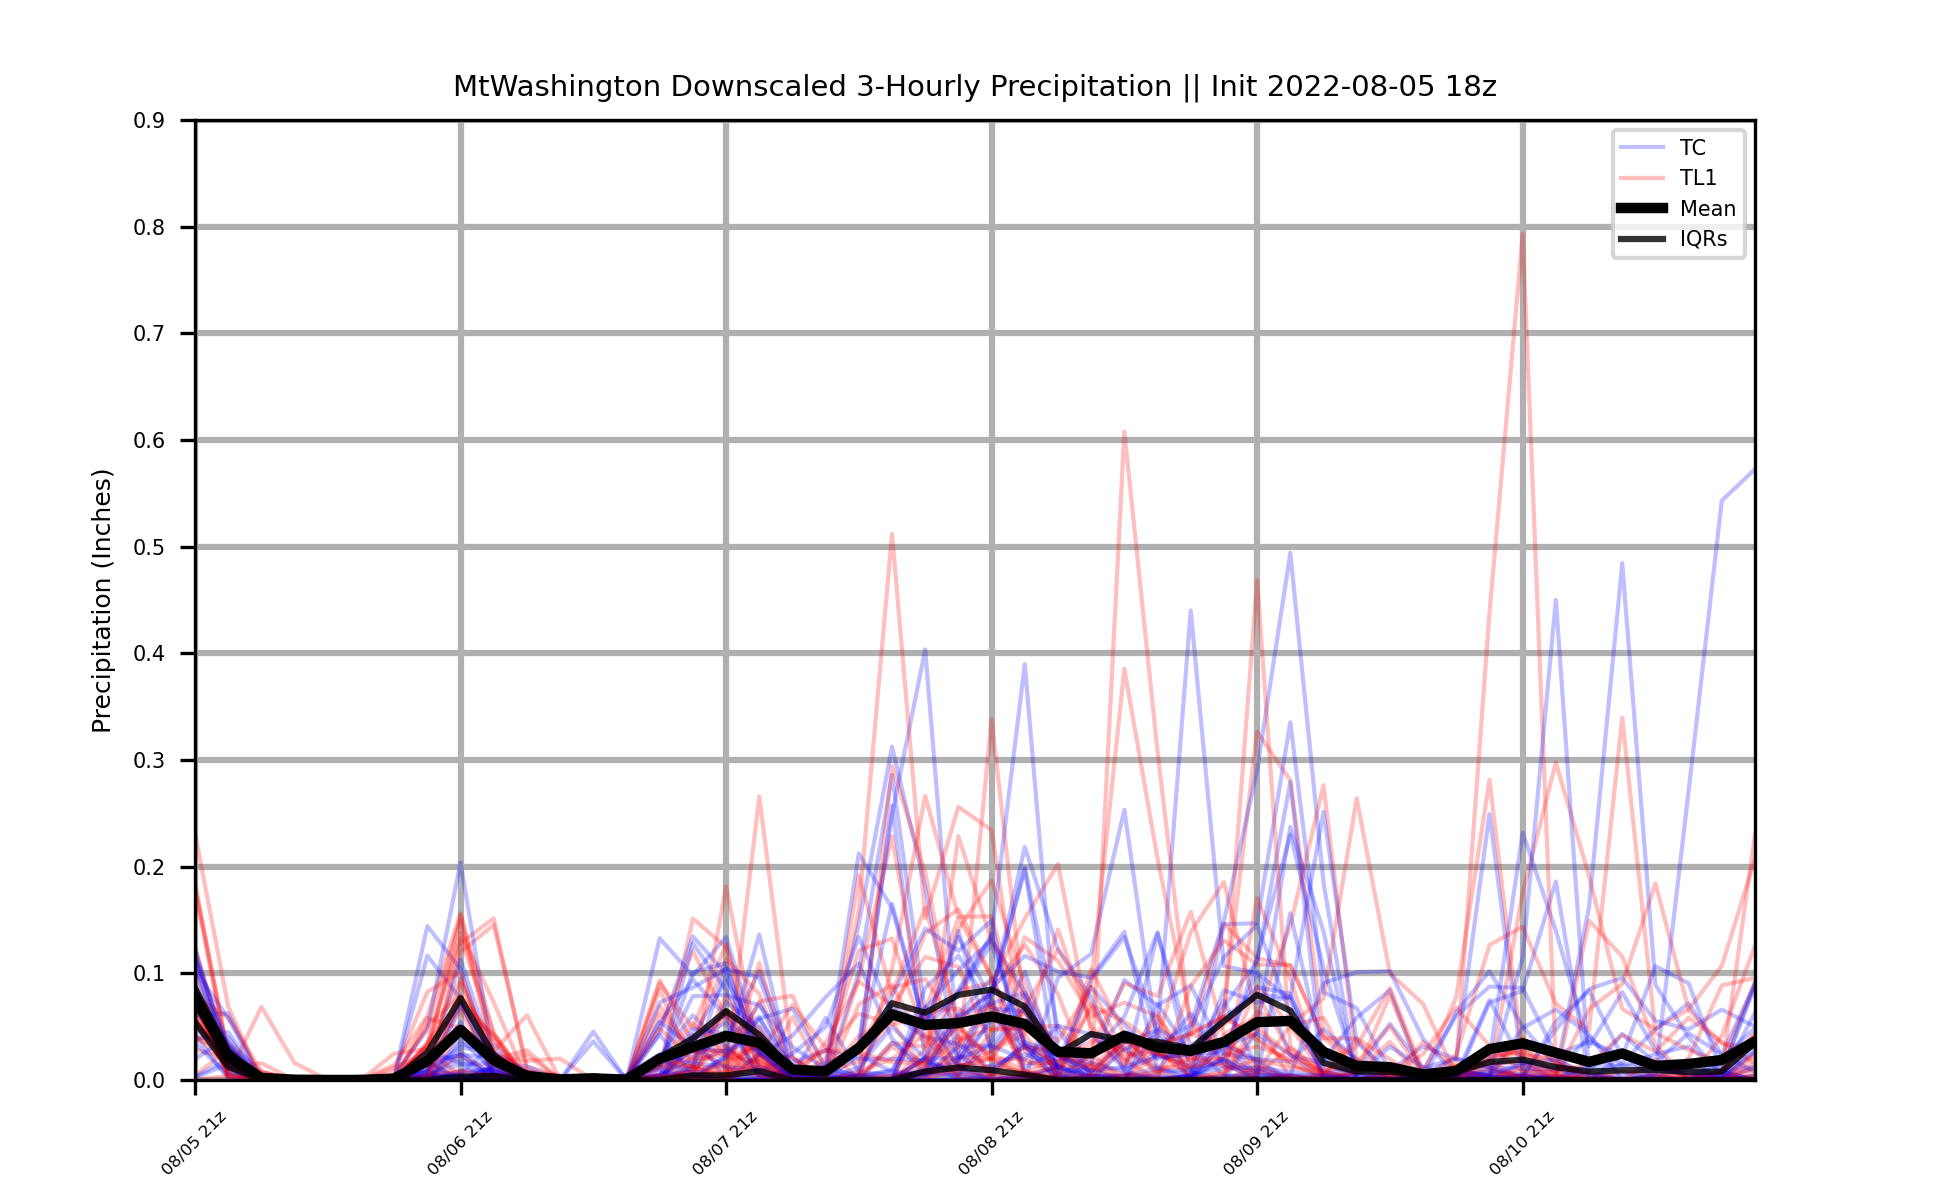 MtWashington Downscaled 3-Hourly Precipitation || Init 2022-08-05 18z
TC
TL1
Mean
IQRs
Precipitation (Inches)
0.9
0.8
0.7
0.6
0.5
0.4
0.3
0.2
0.1
0.0
08/05 21z
08/06 21z
08/07 21z
08/08 21z
08/09 21z
08/10 21z